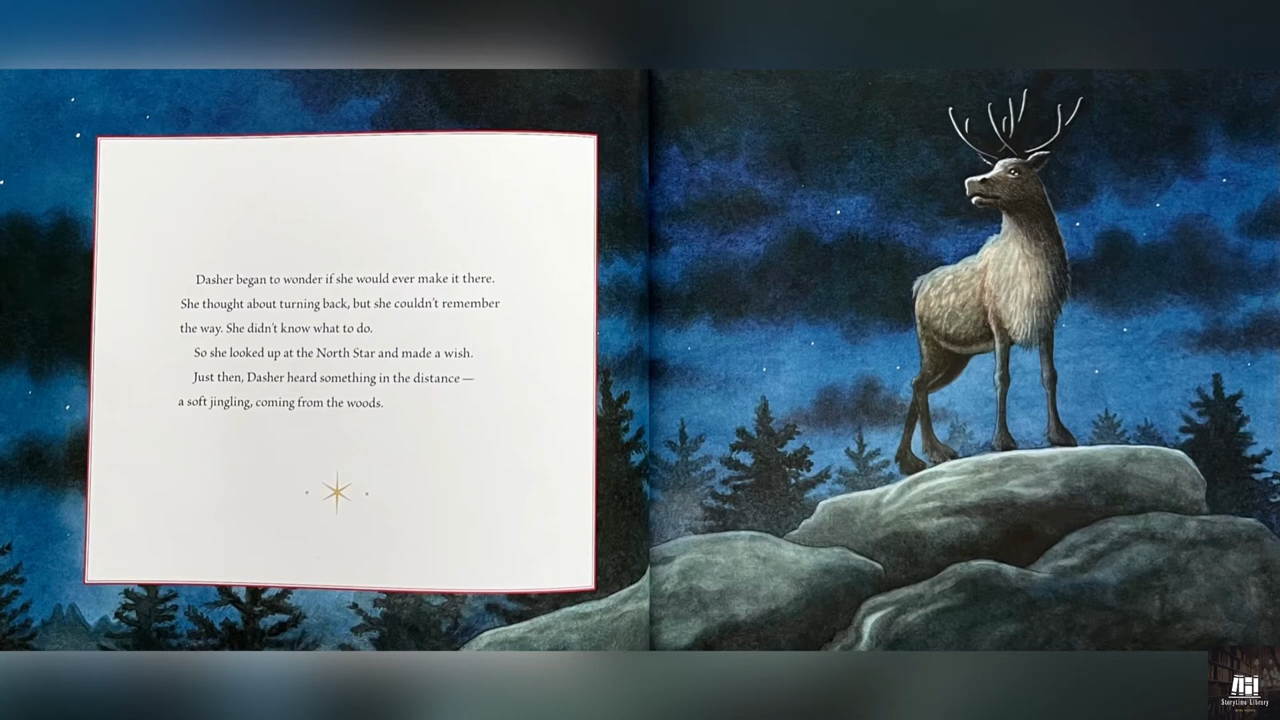 Dasher began to wonder if she would ever make it there.
She thought about turning back, but she couldn't remember
the way. She didn't know what to do.
So she looked up at the North Star and made a wish.
Just then, Dasher heard something in the distance —
a soft jingling, coming from the woods.
Storytime Library